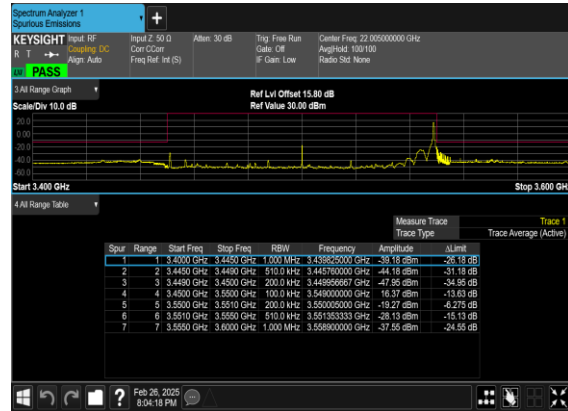 Spectrum Analyzer 1
Spurious Emissions
+
KEYSIGHT Input: RF Input Z: 50 Ω Atten: 30 dB Trig: Free Run Center Freq: 22.005000000 GHz
R T Coupling: DC Corr CCorr Gate: Off Avg|Hold: 100/100
Align: Auto Freq Ref: Int (S) IF Gain: Low Radio Std: None
PASS
3 All Range Graph Ref Lvl Offset 15.80 dB
Scale/Div 10.0 dB Ref Value 30.00 dBm
20.0
0.00
-20.0
-40.0
-60.0
Start 3.400 GHz Stop 3.600 GHz
4 All Range Table
Measure Trace Trace 1
Trace Type Trace Average (Active)
Spur Range Start Freq Stop Freq RBW Frequency Amplitude ΔLimit
1 1 3.4000 GHz 3.4450 GHz 1.000 MHz 3.439825000 GHz -39.18 dBm -26.18 dB
2 2 3.4450 GHz 3.4490 GHz 510.0 kHz 3.445760000 GHz -44.18 dBm -31.18 dB
3 3 3.4490 GHz 3.4500 GHz 200.0 kHz 3.449956667 GHz -47.95 dBm -34.95 dB
4 4 3.4500 GHz 3.5500 GHz 100.0 kHz 3.549000000 GHz 16.37 dBm -13.63 dB
5 5 3.5500 GHz 3.5510 GHz 200.0 kHz 3.550005000 GHz -19.27 dBm -6.275 dB
6 6 3.5510 GHz 3.5550 GHz 510.0 kHz 3.551353333 GHz -28.13 dBm -15.13 dB
7 7 3.5550 GHz 3.6000 GHz 1.000 MHz 3.558900000 GHz -37.55 dBm -24.55 dB
? Feb 26, 2025
8:04:18 PM